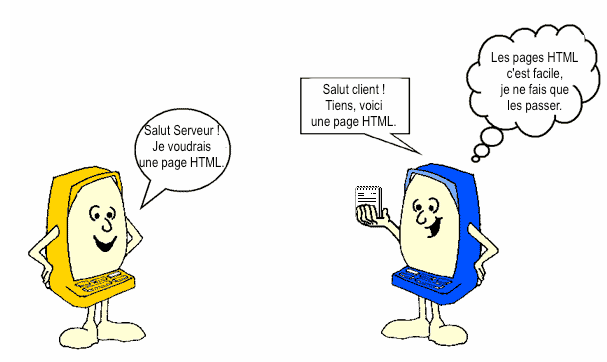 Salut Serveur !
Je voudrais
une page HTML.
Salut client !
Tiens, voici
une page HTML.
Les pages HTML
c'est facile,
je ne fais que
les passer.